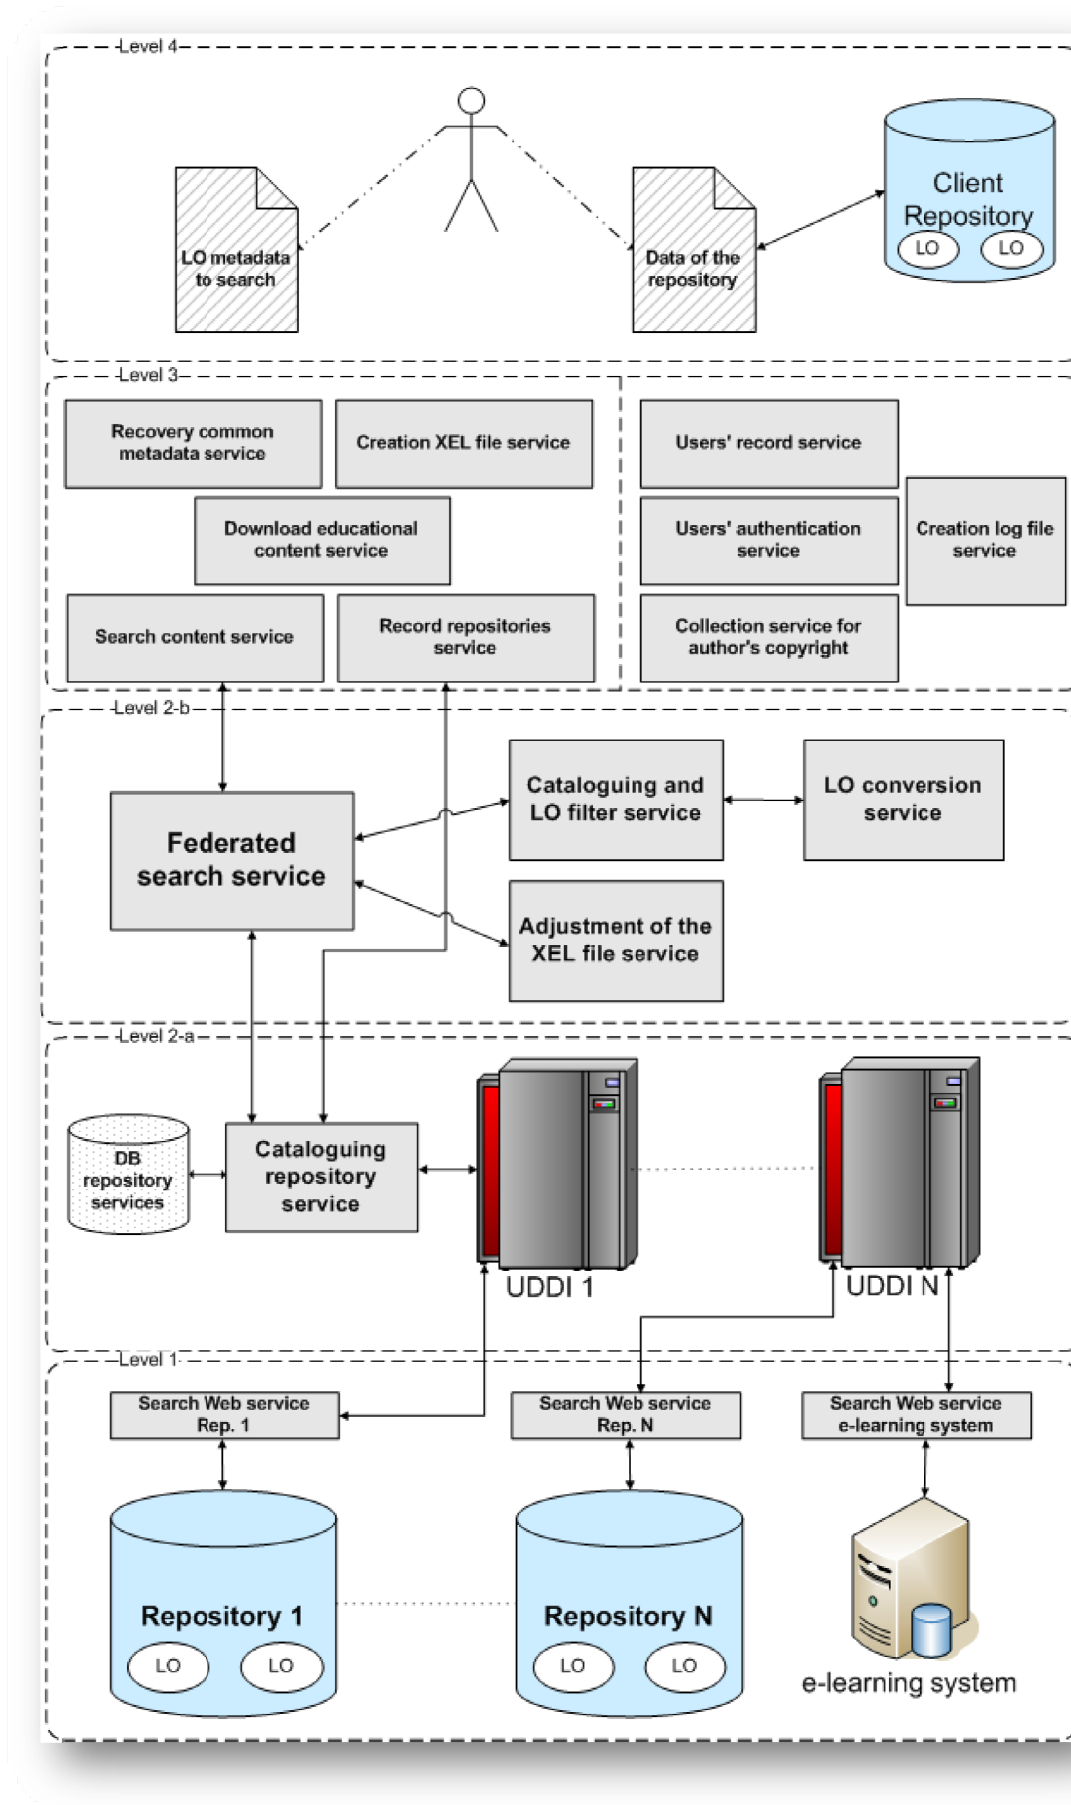 Level 4
LO metadata
to search
Data of the
repository
Client
Repository
LO
LO
Level 3
Recovery common
metadata service
Creation XEL file service
Download educational
content service
Search content service
Record repositories
service
Users' record service
Users' authentication
service
Collection service for
author's copyright
Creation log file
service
Level 2-b
Federated
search service
Cataloguing and
LO filter service
LO conversion
service
Adjustment of the
XEL file service
Level 2-a
DB
repository
services
Cataloguing
repository
service
UDDI 1
UDDI N
Level 1
Search Web service
Rep. 1
Search Web service
Rep. N
Search Web service
e-learning system
Repository 1
LO
LO
Repository N
LO
LO
e-learning system